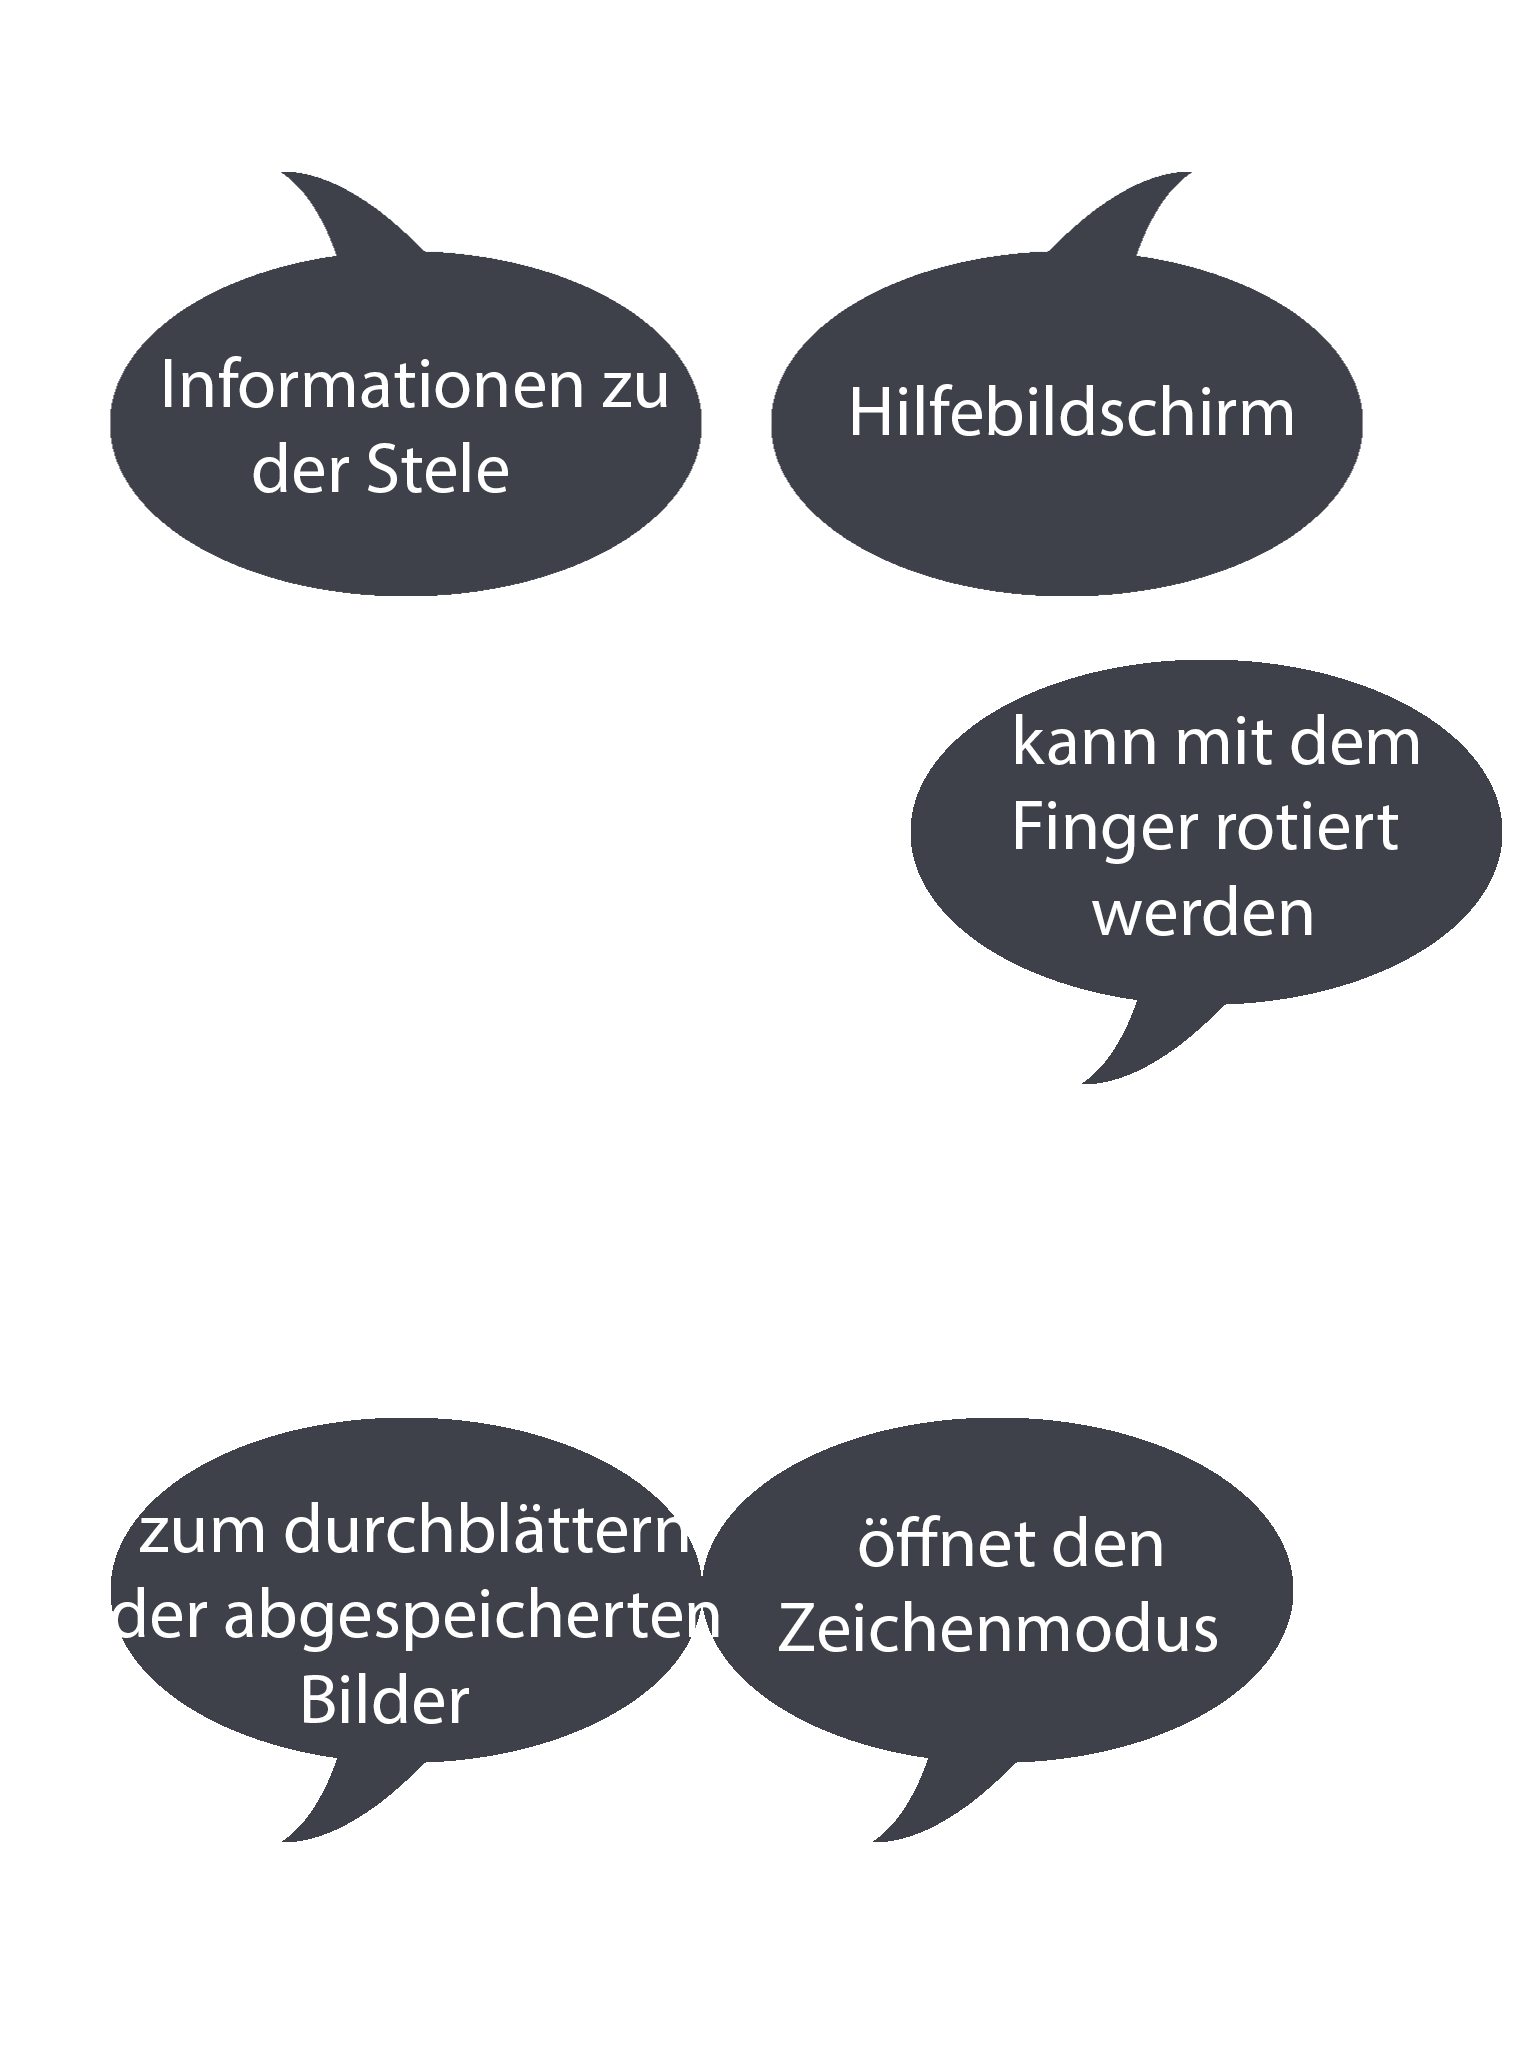 Informationen zu
der Stele
Hilfebildschirm
kann mit dem
Finger rotiert
werden
zum durchblättern
der abgespeicherten
Bilder
öffnet den
Zeichenmodus